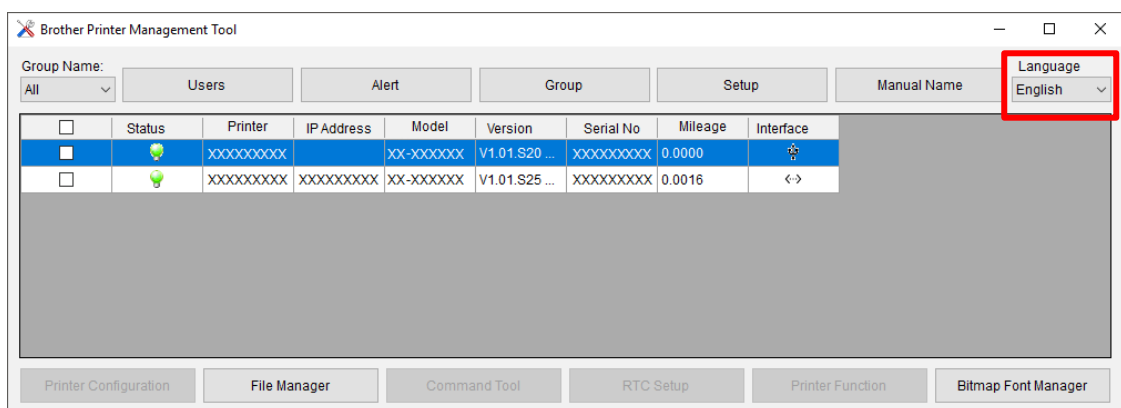 Brother Printer Management Tool
Group Name:
Language
All Users Alert Group Setup Manual Name English
Status Printer IP Address Model Version Serial No Mileage Interface
XXXXXXXXX XX-XXXXXX V1.01.S20 ... XXXXXXXXX 0.0000
XXXXXXXXX XXXXXXXXX XX-XXXXXX V1.01.S25 ... XXXXXXXXX 0.0016
Printer Configuration File Manager Command Tool RTC Setup Printer Function Bitmap Font Manager